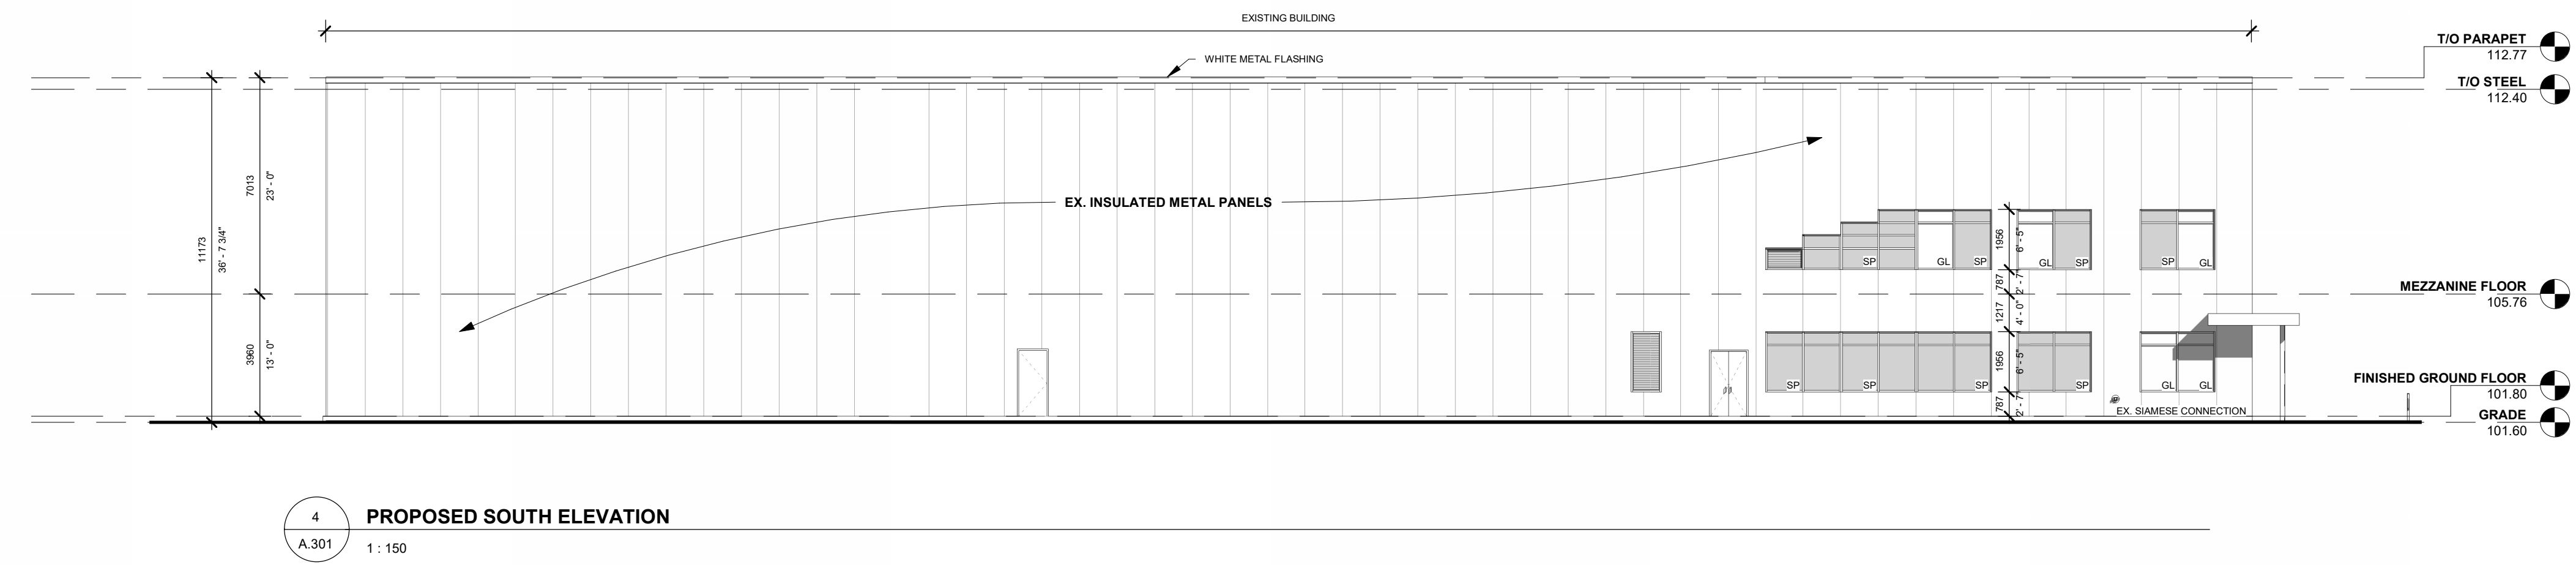 EXISTING BUILDING
WHITE METAL FLASHING
T/O PARAPET
112.77
T/O STEEL
112.40
7013
23' - 0"
11173
36' - 7 3/4"
EX. INSULATED METAL PANELS
1956
6' - 5"
SP
GL
SP
GL
SP
SP
GL
787
2' - 7"
MEZZANINE FLOOR
105.76
1217
4' - 0"
3960
13' - 0"
1956
6' - 5"
SP
SP
SP
SP
GL
GL
FINISHED GROUND FLOOR
101.80
787
2' - 7"
EX. SIAMESE CONNECTION
GRADE
101.60
4
A.301
PROPOSED SOUTH ELEVATION
1 : 150